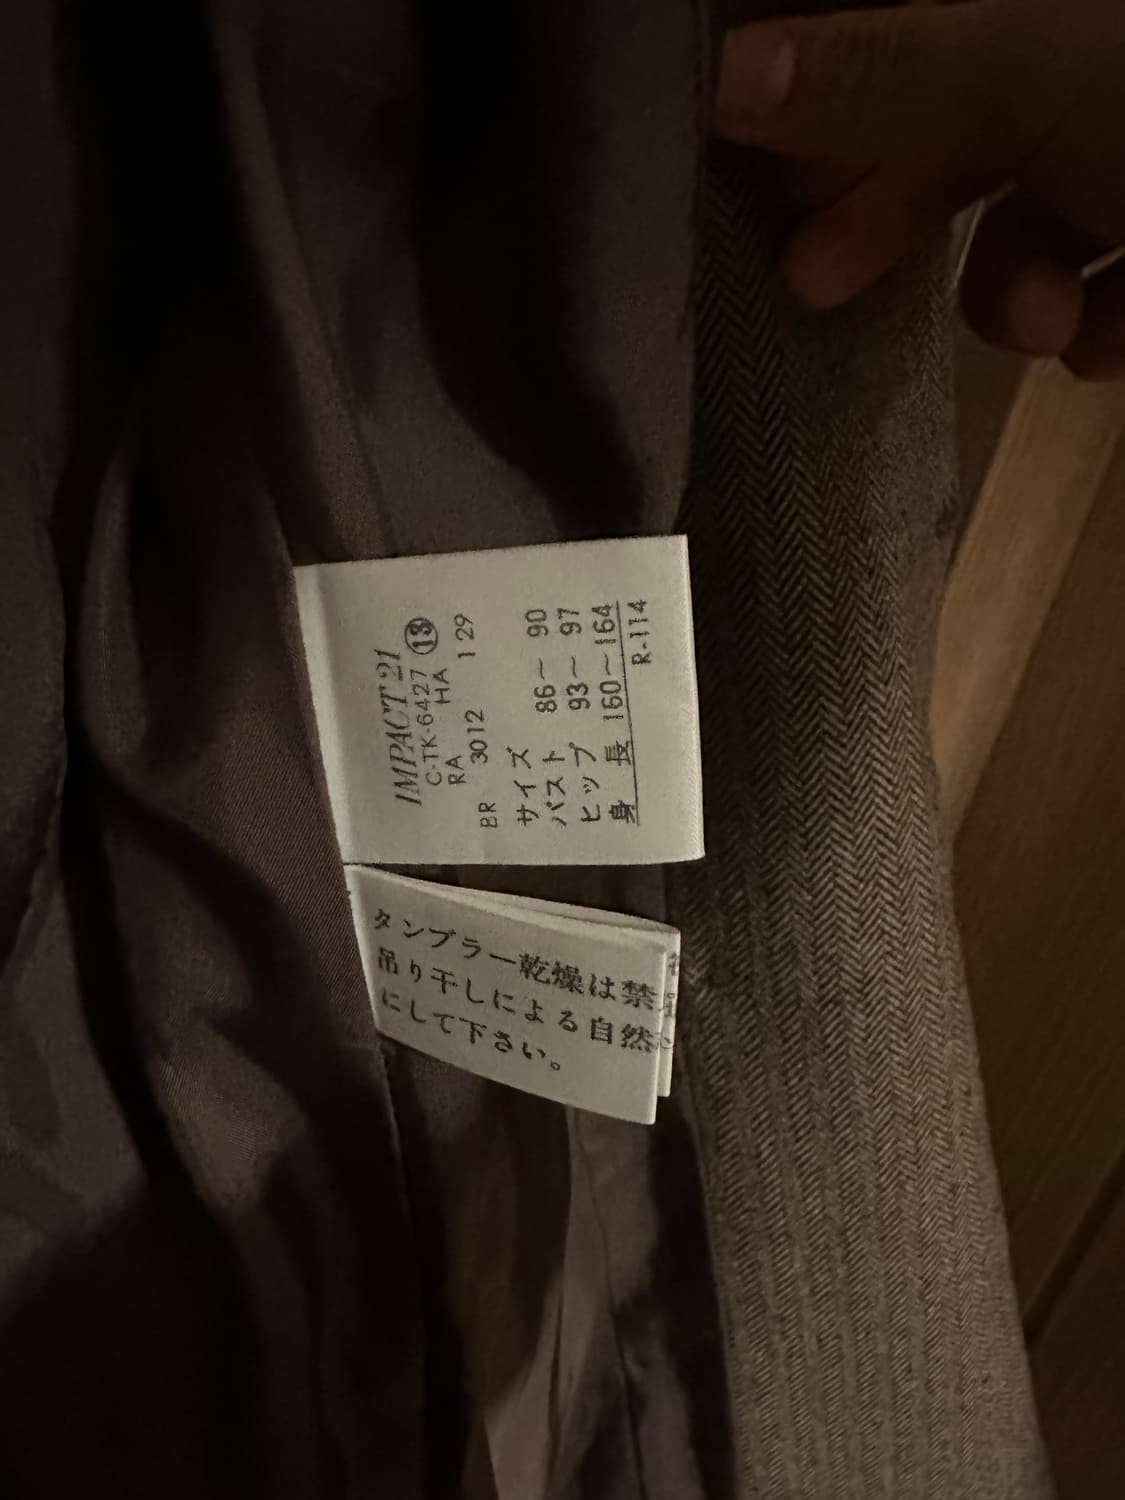 IMPACT 21
C-TK-6427 ⑬
RA HA
3012 129
BR
サイズ
バスト 86～ 90
ヒップ 93～ 97
身長 160～164
R-114
タンブラー乾燥は禁
吊り干しによる自然
にして下さい。